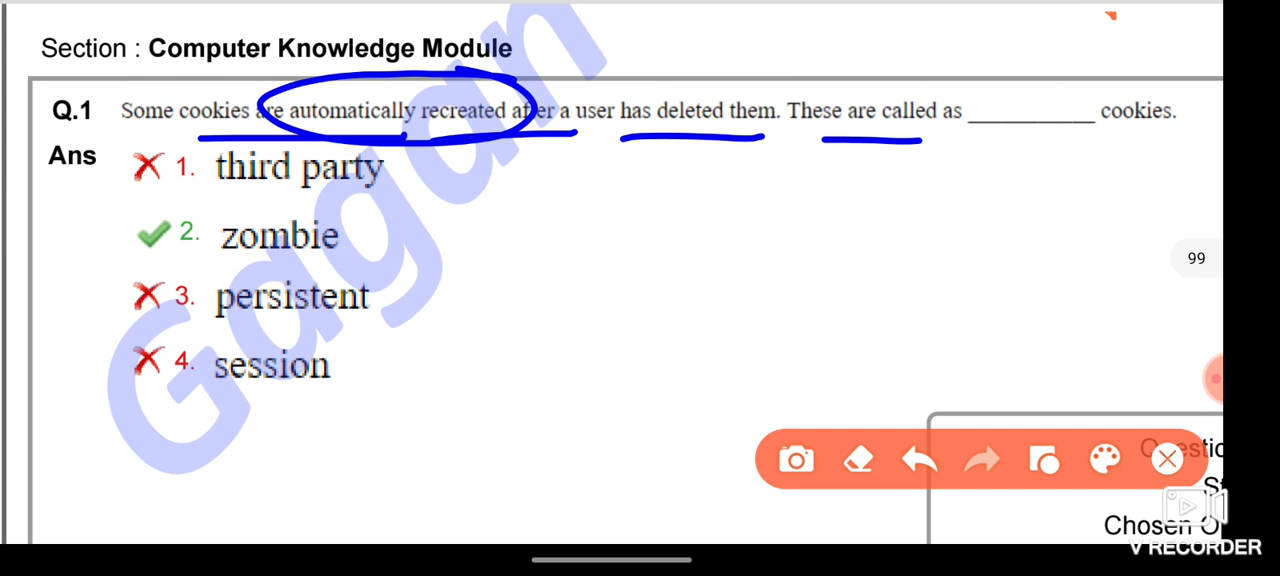 Section : Computer Knowledge Module
Q.1 Some cookies are automatically recreated after a user has deleted them. These are called as ____________ cookies.
Ans
1. third party
2. zombie
3. persistent
4. session
Gagan
99
Chosen O
V RECORDER